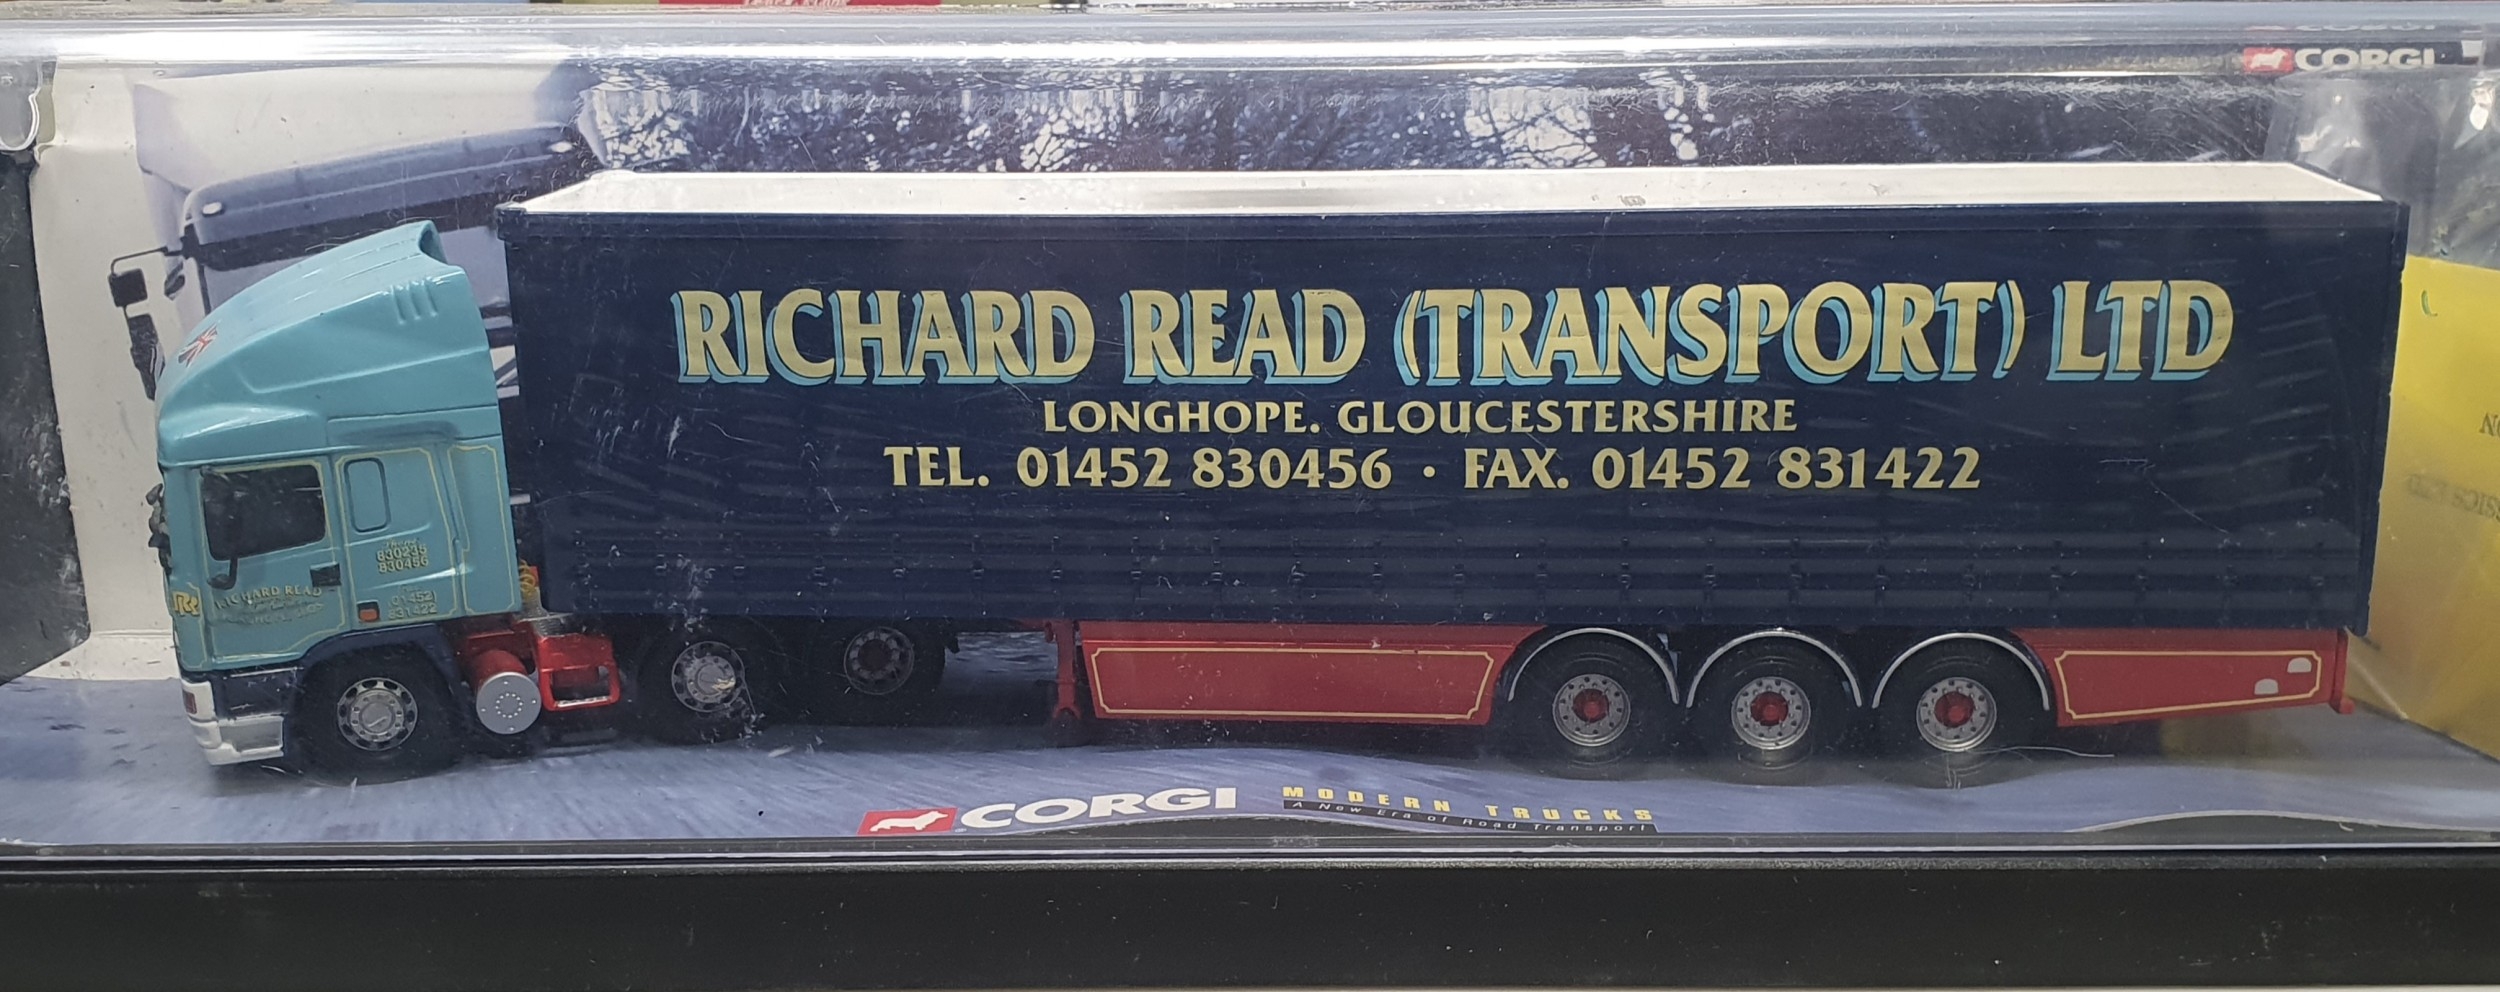 CORGI
RICHARD READ (TRANSPORT) LTD
LONGHOPE. GLOUCESTERSHIRE
TEL. 01452 830456 · FAX. 01452 831422
830235
830456
RICHARD READ
01452
831422
CORGI
MODERN TRUCKS
A New Era of Road Transport